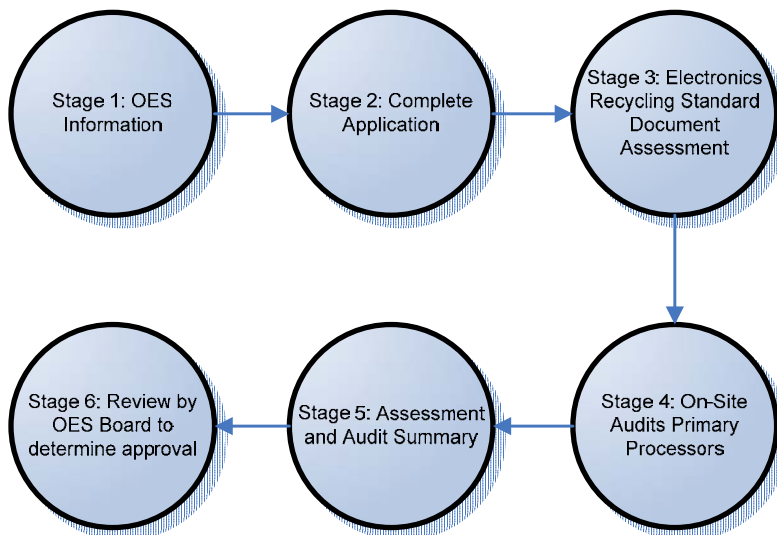 Stage 1: OES
Information
Stage 2: Complete
Application
Stage 3: Electronics
Recycling Standard
Document
Assessment
Stage 4: On-Site
Audits Primary
Processors
Stage 5: Assessment
and Audit Summary
Stage 6: Review by
OES Board to
determine approval